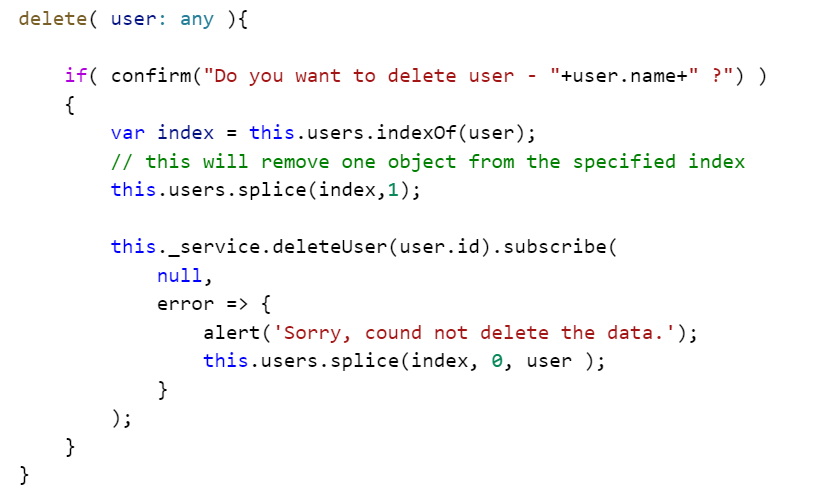 delete( user: any ){
if( confirm("Do you want to delete user - "+user.name+" ?") )
{
var index = this.users.indexOf(user);
// this will remove one object from the specified index
this.users.splice(index,1);
this._service.deleteUser(user.id).subscribe(
null,
error => {
alert('Sorry, cound not delete the data.');
this.users.splice(index, 0, user );
}
);
}
}